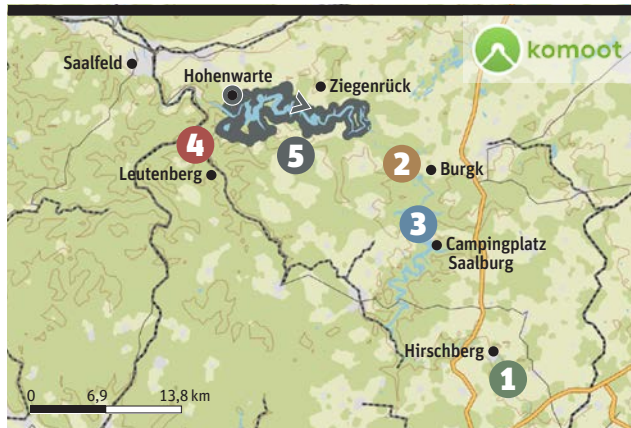 komoot
Saalfeld
Hohenwarte
Ziegenrück
4
5
2
Burgk
Leutenberg
3
Campingplatz
Saalburg
Hirschberg
1
0 6,9 13,8 km